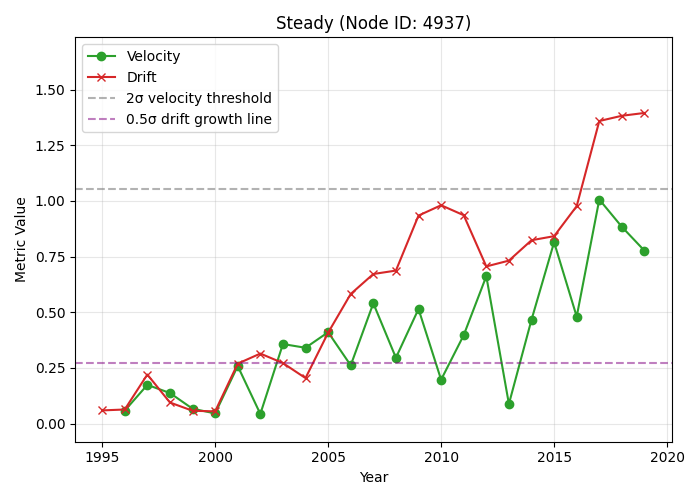 Steady (Node ID: 4937)
Velocity
Drift
2σ velocity threshold
0.5σ drift growth line
Metric Value
1.50
1.25
1.00
0.75
0.50
0.25
0.00
1995 2000 2005 2010 2015 2020
Year